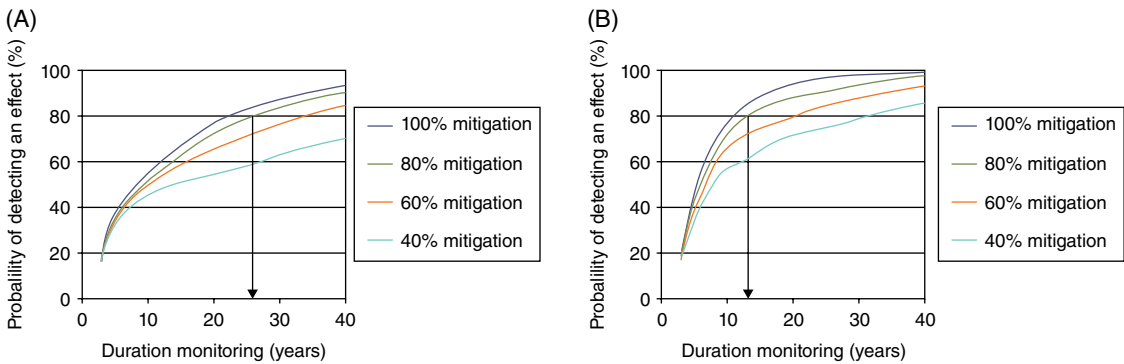 (A)
Probalility of detecting an effect (%)
100
80
60
40
20
0
0 10 20 30 40
Duration monitoring (years)
100% mitigation
80% mitigation
60% mitigation
40% mitigation
(B)
Probalility of detecting an effect (%)
100
80
60
40
20
0
0 10 20 30 40
Duration monitoring (years)
100% mitigation
80% mitigation
60% mitigation
40% mitigation